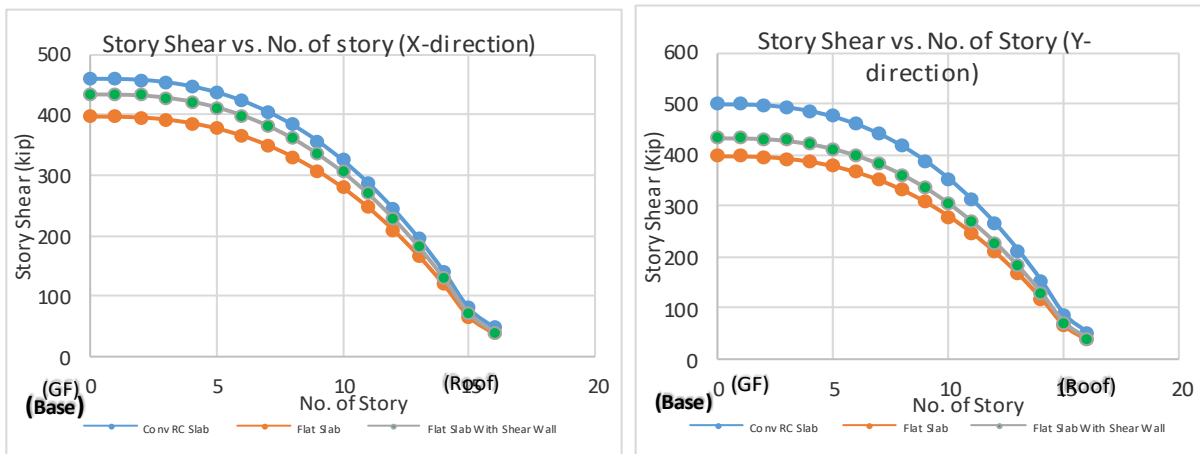 Story Shear vs. No. of story (X-direction)
500
400
300
200
100
0
Story Shear (kip)
0
5
10
15
20
(GF)
(Base)
(Roof)
No. of Story
Conv RC Slab
Flat Slab
Flat Slab With Shear Wall
Story Shear vs. No. of Story (Y-
direction)
600
500
400
300
200
100
0
Story Shear (Kip)
0
5
10
15
20
(GF)
(Base)
(Roof)
No. of Story
Conv RC Slab
Flat Slab
Flat Slab With Shear Wall